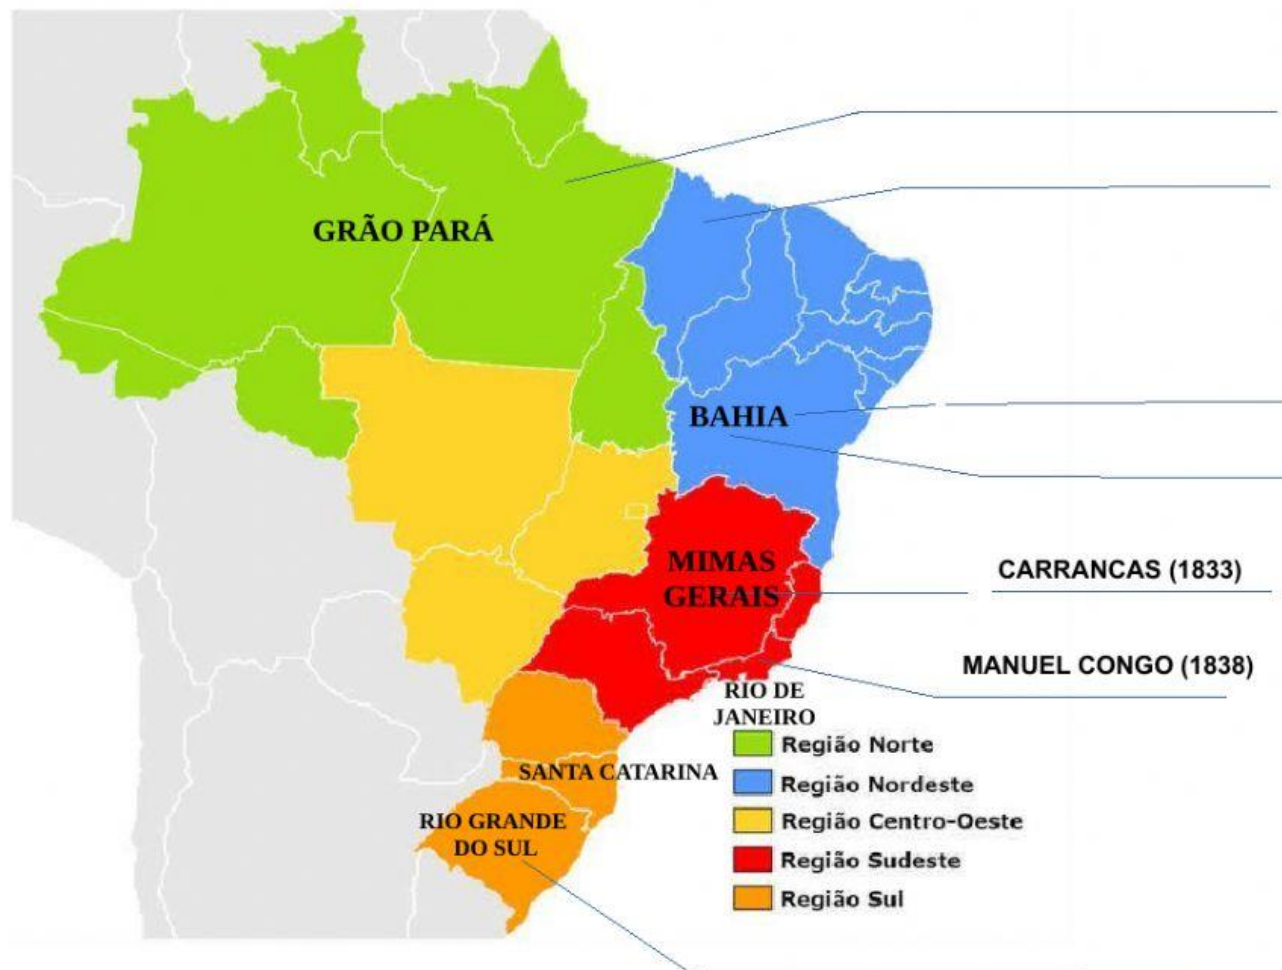 GRÃO PARÁ
BAHIA
MIMAS
GERAIS
CARRANCAS (1833)
MANUEL CONGO (1838)
RIO DE
JANEIRO
SANTA CATARINA
RIO GRANDE
DO SUL
Região Norte
Região Nordeste
Região Centro-Oeste
Região Sudeste
Região Sul